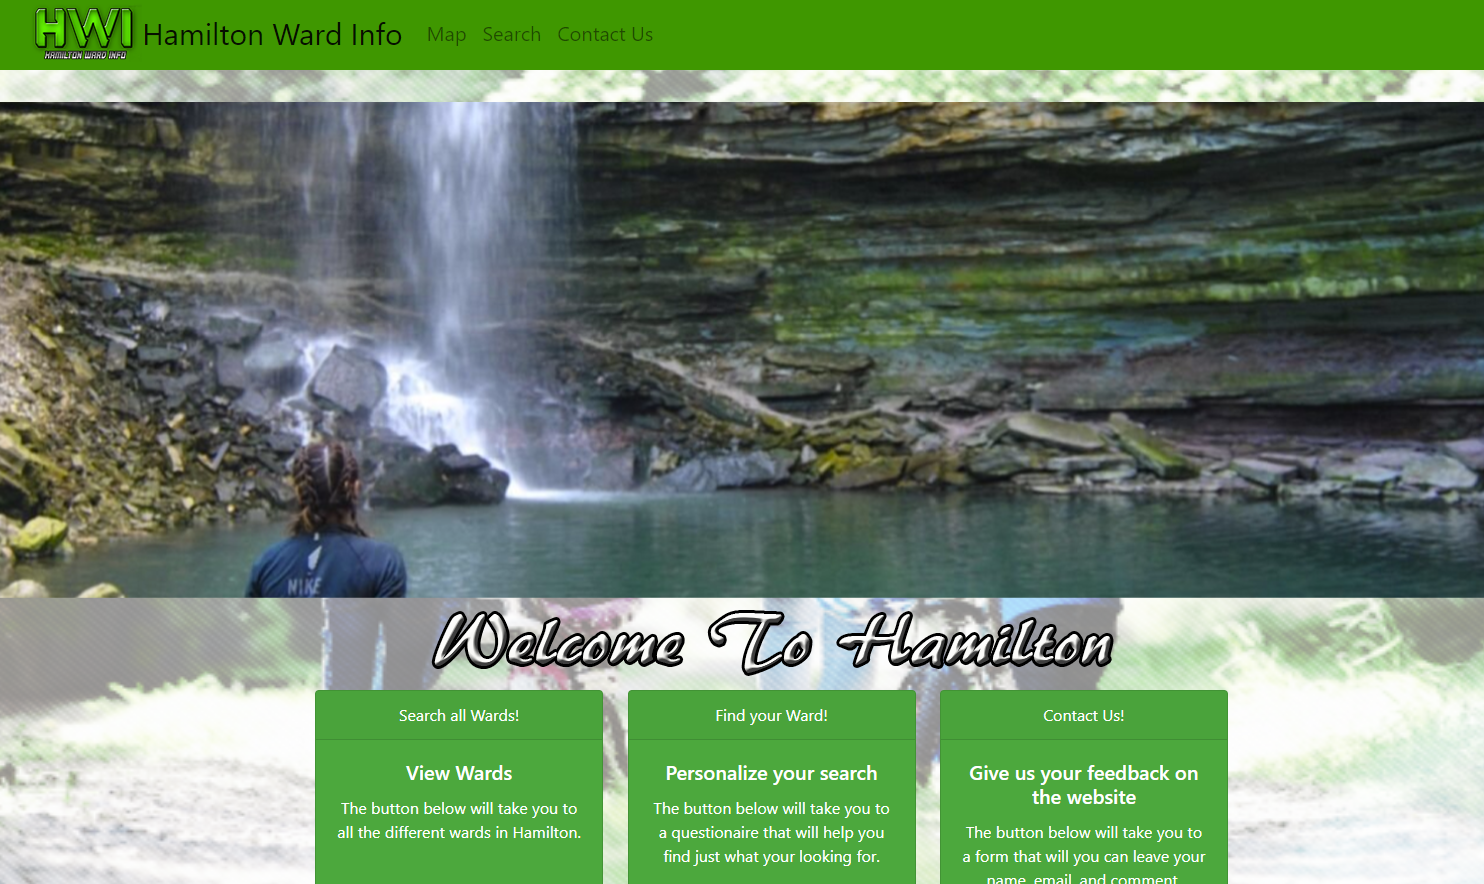 HWI
HAMILTON WARD INFO
Hamilton Ward Info
Map
Search
Contact Us
NIKE
Welcome To Hamilton
Search all Wards!
View Wards
The button below will take you to
all the different wards in Hamilton.
Find your Ward!
Personalize your search
The button below will take you to
a questionaire that will help you
find just what your looking for.
Contact Us!
Give us your feedback on
the website
The button below will take you to
a form that will you can leave your
name, email, and comment